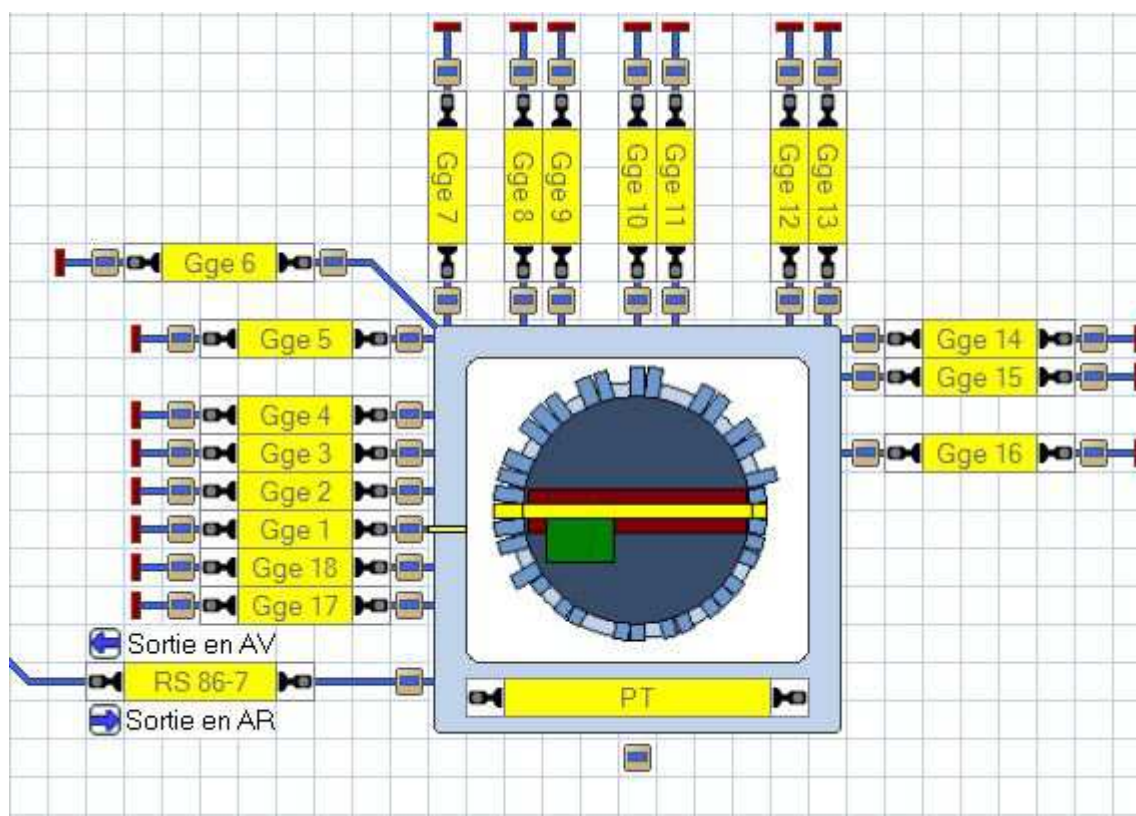 Gge 7
Gge 8
Gge 9
Gge 10
Gge 11
Gge 12
Gge 13
Gge 6
Gge 5
Gge 14
Gge 15
Gge 4
Gge 3
Gge 16
Gge 2
Gge 1
Gge 18
Gge 17
Sortie en AV
RS 86-7
PT
Sortie en AR